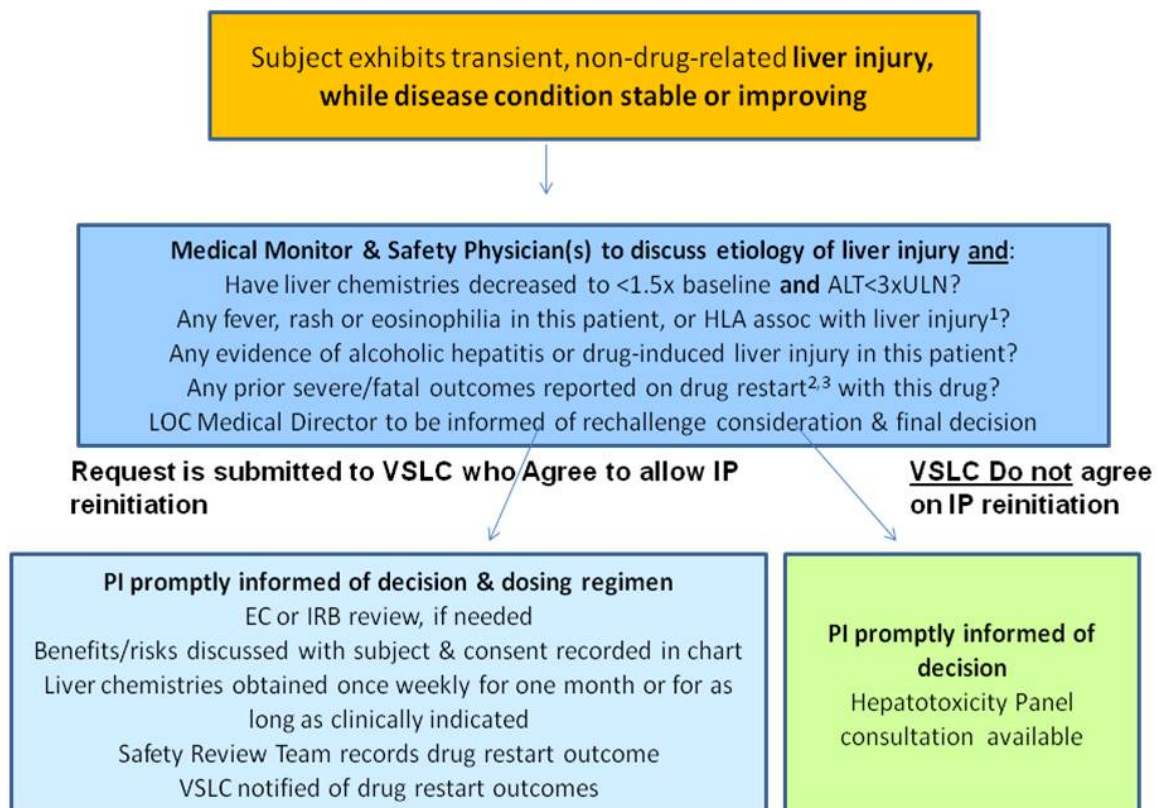 Subject exhibits transient, non-drug-related liver injury,
while disease condition stable or improving
Medical Monitor & Safety Physician(s) to discuss etiology of liver injury and:
Have liver chemistries decreased to <1.5x baseline and ALT<3xULN?
Any fever, rash or eosinophilia in this patient, or HLA assoc with liver injury¹?
Any evidence of alcoholic hepatitis or drug-induced liver injury in this patient?
Any prior severe/fatal outcomes reported on drug restart²,³ with this drug?
LOC Medical Director to be informed of rechallenge consideration & final decision
Request is submitted to VSLC who Agree to allow IP
reinitiation
VSLC Do not agree
on IP reinitiation
PI promptly informed of decision & dosing regimen
EC or IRB review, if needed
Benefits/risks discussed with subject & consent recorded in chart
Liver chemistries obtained once weekly for one month or for as
long as clinically indicated
Safety Review Team records drug restart outcome
VSLC notified of drug restart outcomes
PI promptly informed of
decision
Hepatotoxicity Panel
consultation available